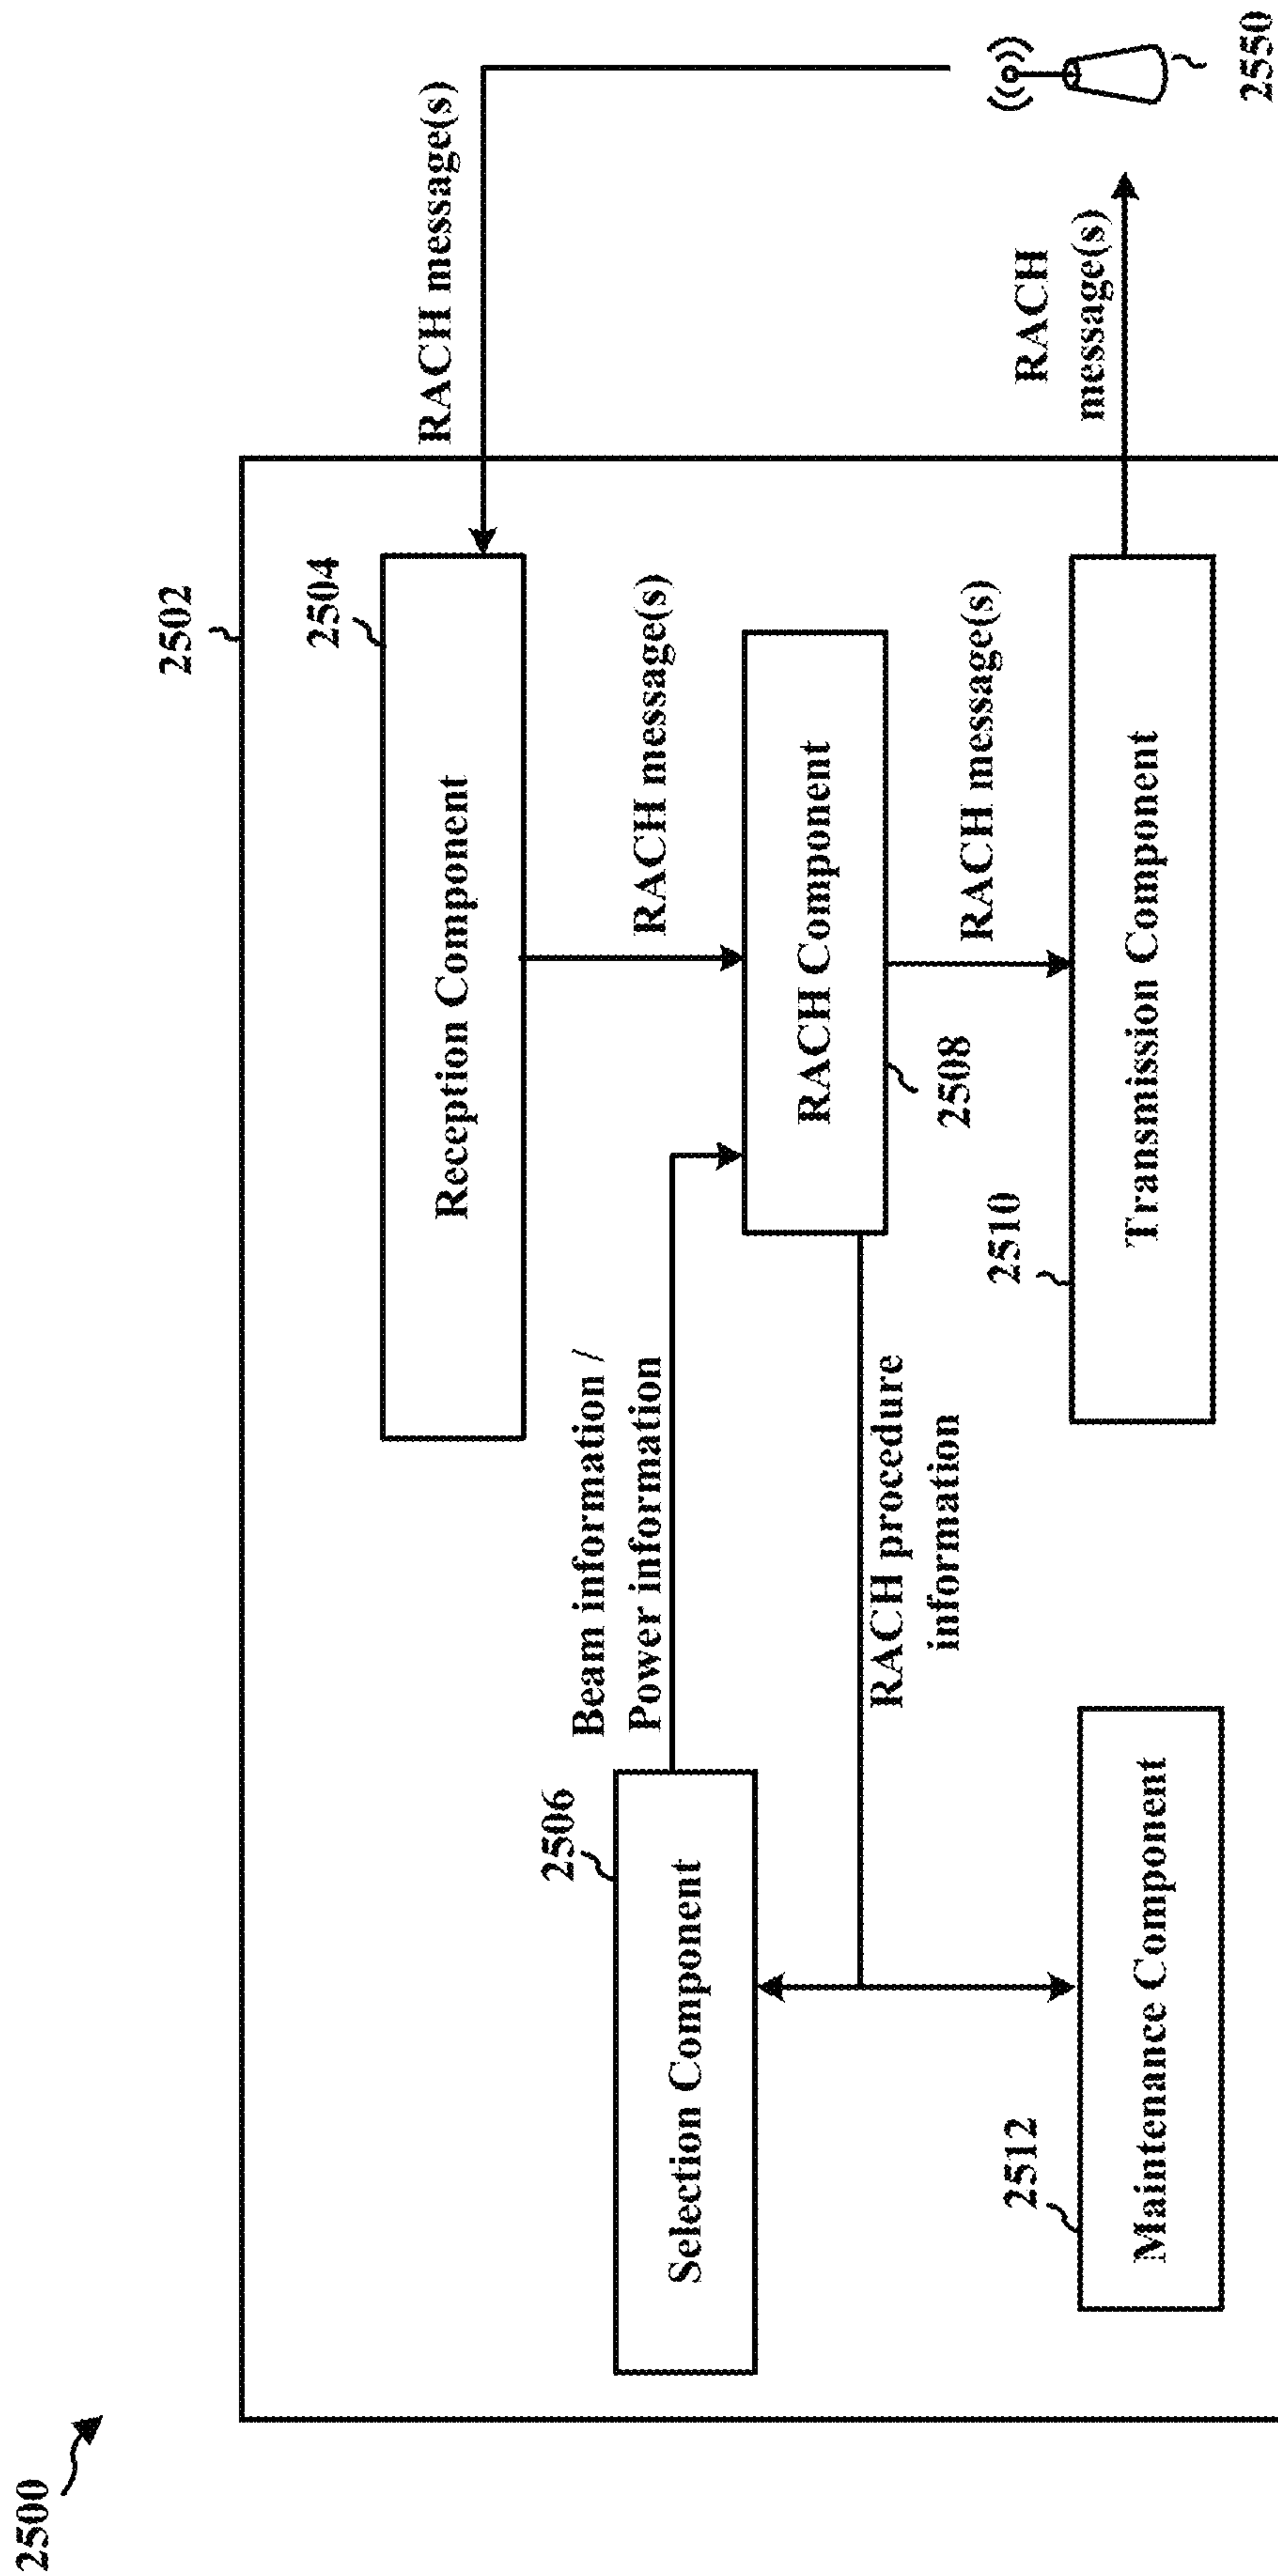 2500
2502
2504
Reception Component
RACH message(s)
RACH message(s)
2506
Selection Component
Beam information /
Power information
RACH Component
2508
RACH procedure
information
RACH message(s)
RACH
message(s)
2550
2512
Maintenance Component
2510
Transmission Component